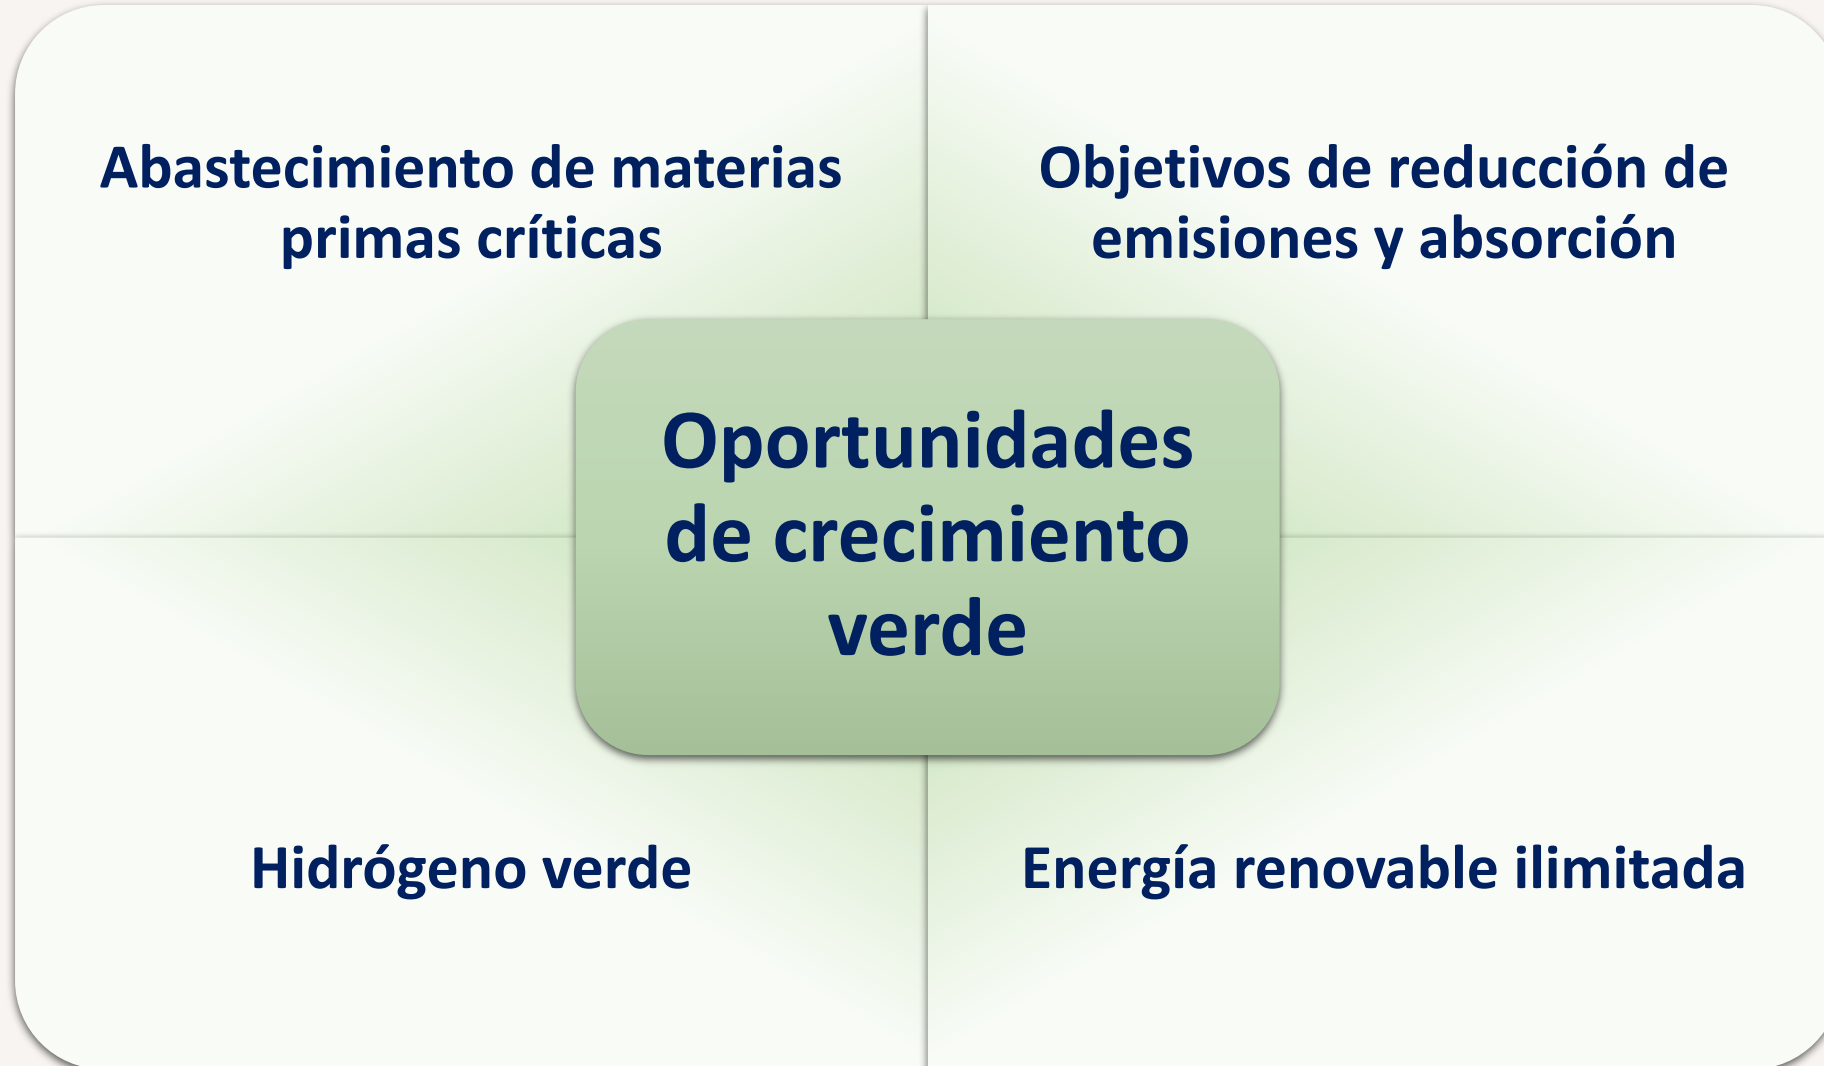 Abastecimiento de materias
primas críticas
Objetivos de reducción de
emisiones y absorción
Oportunidades
de crecimiento
verde
Hidrógeno verde
Energía renovable ilimitada